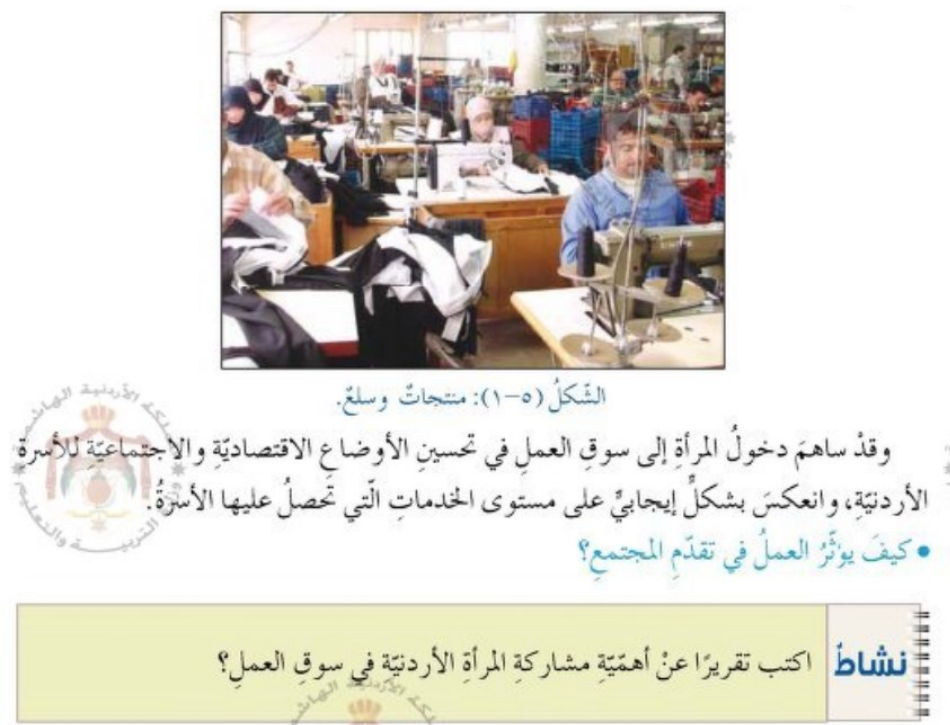 الشّكلُ (٥-١): منتجاتٌ وسلعٌ.
وقدْ ساهمَ دخولُ المرأةِ إلى سوقِ العملِ في تحسينِ الأوضاعِ الاقتصاديّةِ والاجتماعيّةِ للأسرةِ
الأردنيّةِ، وانعكسَ بشكلٍ إيجابيٍّ على مستوى الخدماتِ الّتي تحصلُ عليها الأسرةُ.
• كيفَ يؤثّرُ العملُ في تقدّمِ المجتمعِ؟
نشاطٌ
اكتب تقريرًا عنْ أهمّيّةِ مشاركةِ المرأةِ الأردنيّة في سوقِ العملِ؟